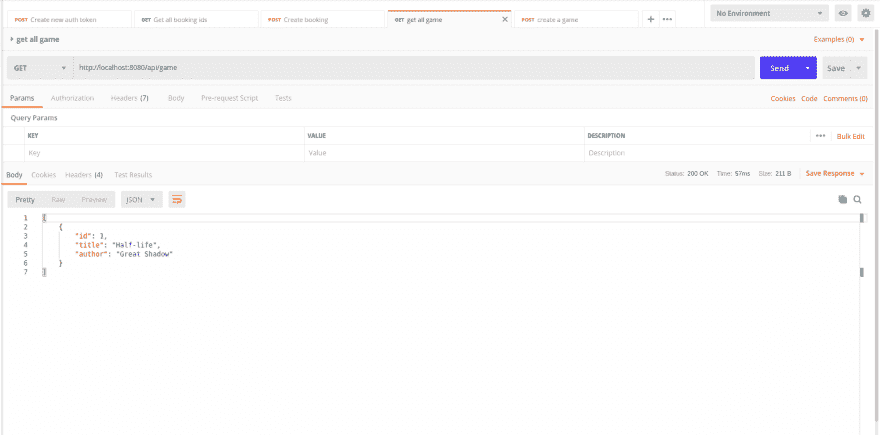 POST Create new auth token GET Get all booking ids POST Create booking GET get all game POST create a game No Environment
get all game Examples (0)
GET http://localhost:8080/api/game Send Save
Params Authorization Headers (7) Body Pre-request Script Tests Cookies Code Comments (0)
Query Params
KEY VALUE DESCRIPTION Bulk Edit
Key Value Description
Body Cookies Headers (4) Test Results Status: 200 OK Time: 57ms Size: 211 B Save Response
Pretty Raw Preview JSON
1 [
2 {
3 "id": 1,
4 "title": "Half-life",
5 "author": "Great Shadow"
6 }
7 ]